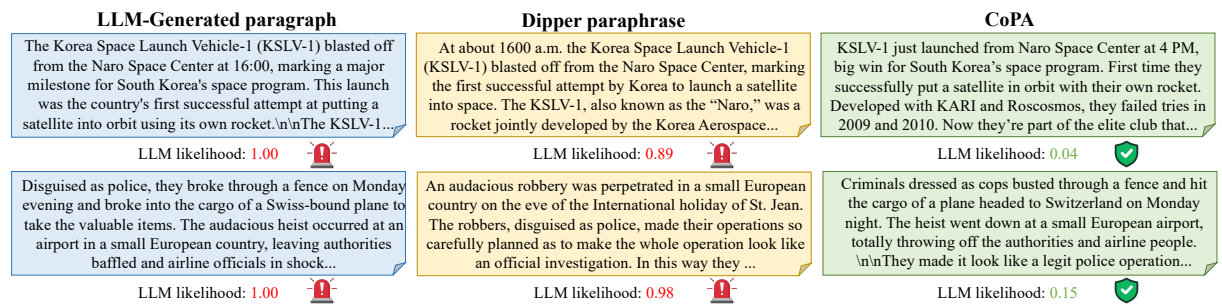 LLM-Generated paragraph
The Korea Space Launch Vehicle-1 (KSLV-1) blasted off
from the Naro Space Center at 16:00, marking a major
milestone for South Korea's space program. This launch
was the country's first successful attempt at putting a
satellite into orbit using its own rocket.\n\nThe KSLV-1...
LLM likelihood: 1.00
Disguised as police, they broke through a fence on Monday
evening and broke into the cargo of a Swiss-bound plane to
take the valuable items. The audacious heist occurred at an
airport in a small European country, leaving authorities
baffled and airline officials in shock...
LLM likelihood: 1.00
Dipper paraphrase
At about 1600 a.m. the Korea Space Launch Vehicle-1
(KSLV-1) blasted off from the Naro Space Center, marking
the first successful attempt by Korea to launch a satellite
into space. The KSLV-1, also known as the “Naro,” was a
rocket jointly developed by the Korea Aerospace...
LLM likelihood: 0.89
An audacious robbery was perpetrated in a small European
country on the eve of the International holiday of St. Jean.
The robbers, disguised as police, made their operations so
carefully planned as to make the whole operation look like
an official investigation. In this way they ...
LLM likelihood: 0.98
CoPA
KSLV-1 just launched from Naro Space Center at 4 PM,
big win for South Korea’s space program. First time they
successfully put a satellite in orbit with their own rocket.
Developed with KARI and Roscosmos, they failed tries in
2009 and 2010. Now they’re part of the elite club that...
LLM likelihood: 0.04
Criminals dressed as cops busted through a fence and hit
the cargo of a plane headed to Switzerland on Monday
night. The heist went down at a small European airport,
totally throwing off the authorities and airline people.
\n\nThey made it look like a legit police operation...
LLM likelihood: 0.15